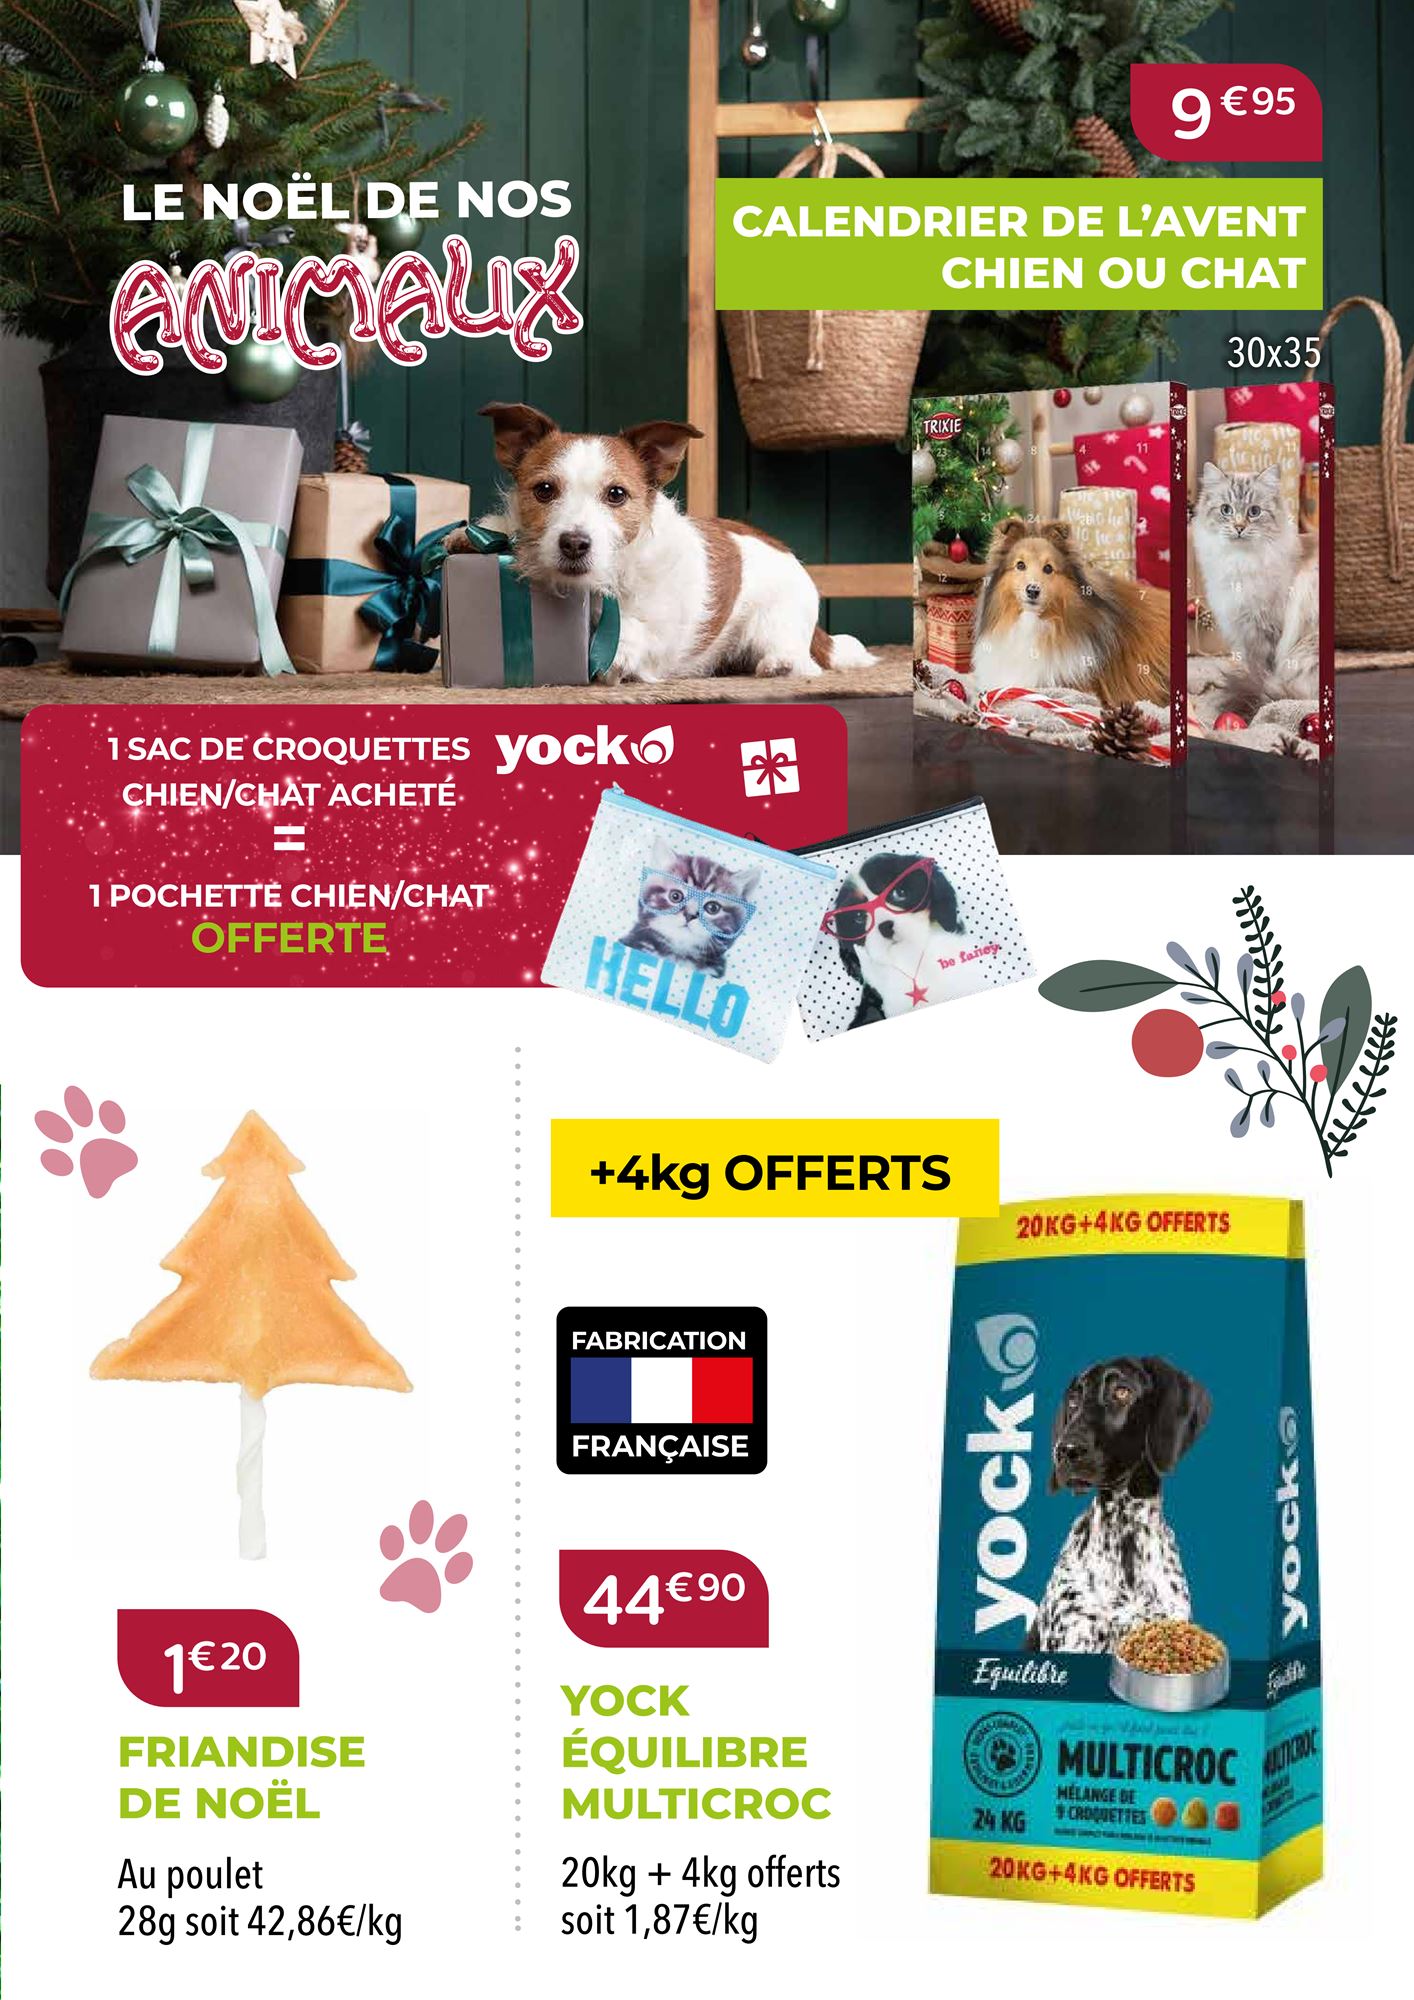 LE NOËL DE NOS
ANIMAUX
9 €95
CALENDRIER DE L’AVENT
CHIEN OU CHAT
30x35
TRIXIE
1 SAC DE CROQUETTES yock
CHIEN/CHAT ACHETÉ
=
1 POCHETTE CHIEN/CHAT
OFFERTE
HELLO
be fancy
+4kg OFFERTS
FABRICATION
FRANÇAISE
1€20
FRIANDISE
DE NOËL
Au poulet
28g soit 42,86€/kg
44€90
YOCK
ÉQUILIBRE
MULTICROC
20kg + 4kg offerts
soit 1,87€/kg
20KG+4KG OFFERTS
yock
yock
Equilibre
MULTICROC
MÉLANGE DE
9 CROQUETTES
24 KG
20KG+4KG OFFERTS